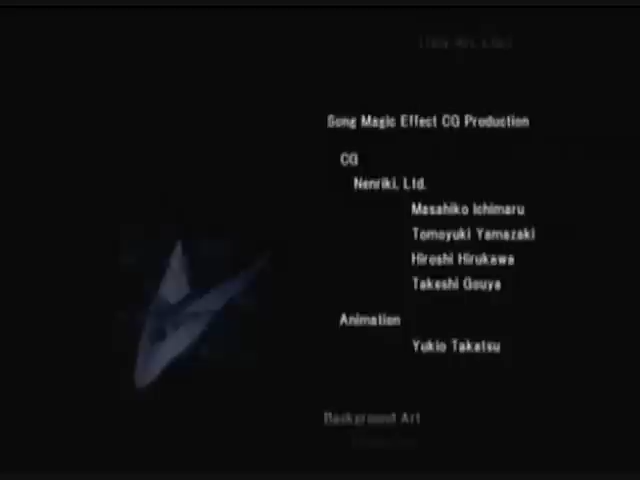 Song Magic Effect CG Production
CG
Nenriki, Ltd.
Masahiko Ichimaru
Tomoyuki Yamazaki
Hiroshi Hirukawa
Takeshi Gouya
Animation
Yukio Takatsu
Background Art